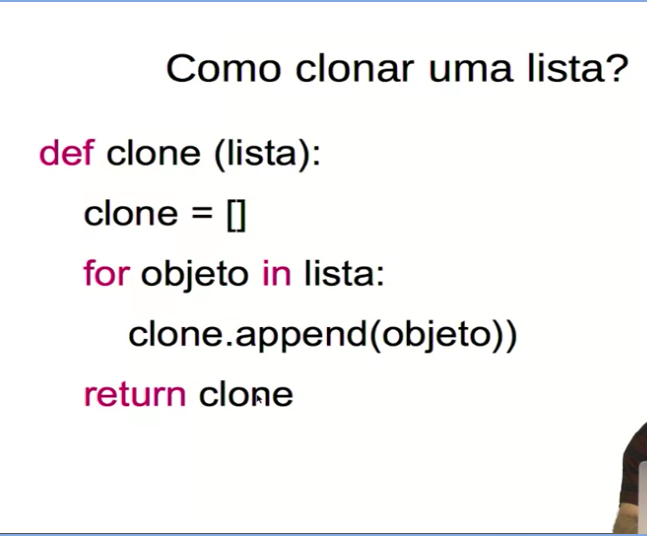 Como clonar uma lista?
def clone (lista):
clone = []
for objeto in lista:
clone.append(objeto))
return clone